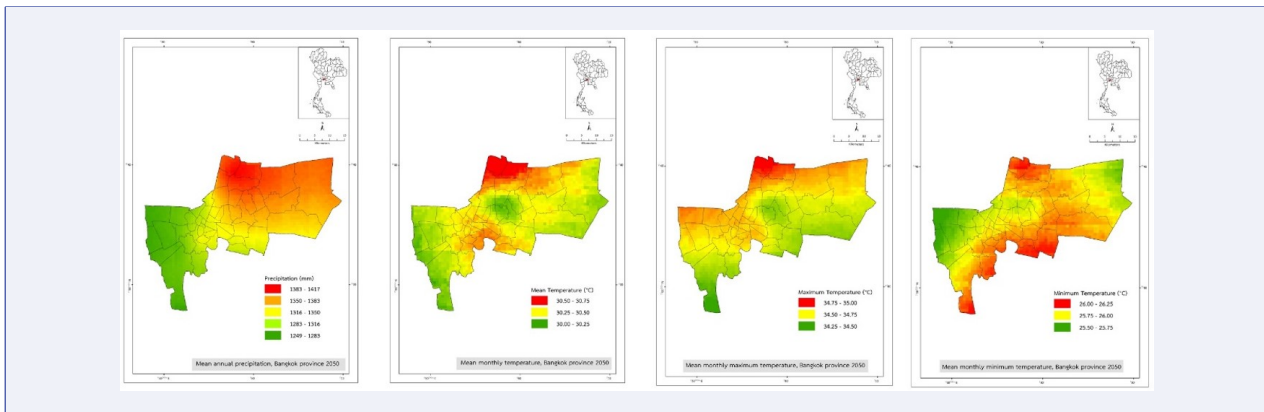 Precipitation (mm)
1383 - 1417
1350 - 1383
1316 - 1350
1283 - 1316
1249 - 1283
Mean annual precipitation, Bangkok province 2050
Mean Temperature (°C)
30.50 - 30.75
30.25 - 30.50
30.00 - 30.25
Mean monthly temperature, Bangkok province 2050
Maximum Temperature (°C)
34.75 - 35.00
34.50 - 34.75
34.25 - 34.50
Mean monthly maximum temperature, Bangkok province 2050
Minimum Temperature (°C)
26.00 - 26.25
25.75 - 26.00
25.50 - 25.75
Mean monthly minimum temperature, Bangkok province 2050